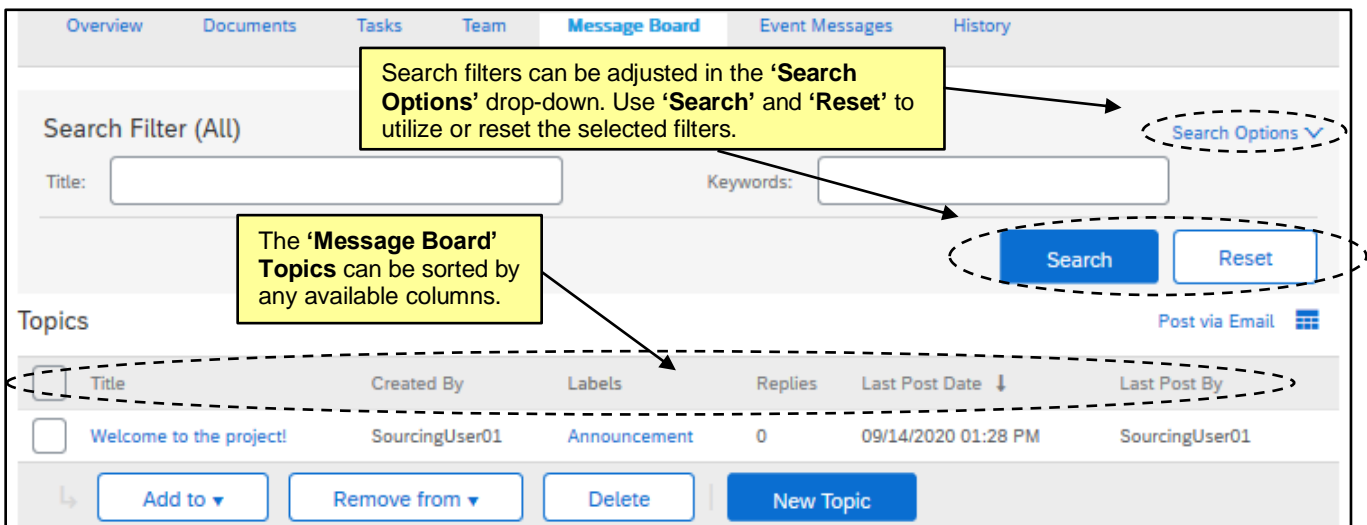 Overview Documents Tasks Team Message Board Event Messages History
Search filters can be adjusted in the ‘Search
Options’ drop-down. Use ‘Search’ and ‘Reset’ to
utilize or reset the selected filters.
Search Filter (All)
Search Options
Title:
Keywords:
Search Reset
The ‘Message Board’
Topics can be sorted by
any available columns.
Topics
Post via Email
Title Created By Labels Replies Last Post Date ↓ Last Post By
Welcome to the project! SourcingUser01 Announcement 0 09/14/2020 01:28 PM SourcingUser01
Add to ▾ Remove from ▾ Delete New Topic